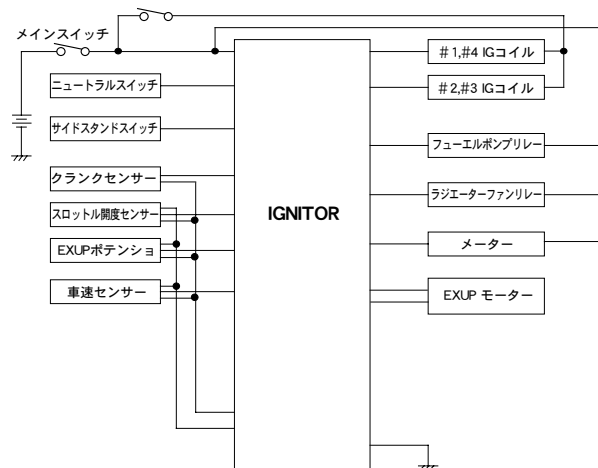 メインスイッチ
ニュートラルスイッチ
サイドスタンドスイッチ
クランクセンサー
スロットル開度センサー
EXUPポテンショ
車速センサー
IGNITOR
#1,#4 IGコイル
#2,#3 IGコイル
フューエルポンプリレー
ラジエーターファンリレー
メーター
EXUP モーター